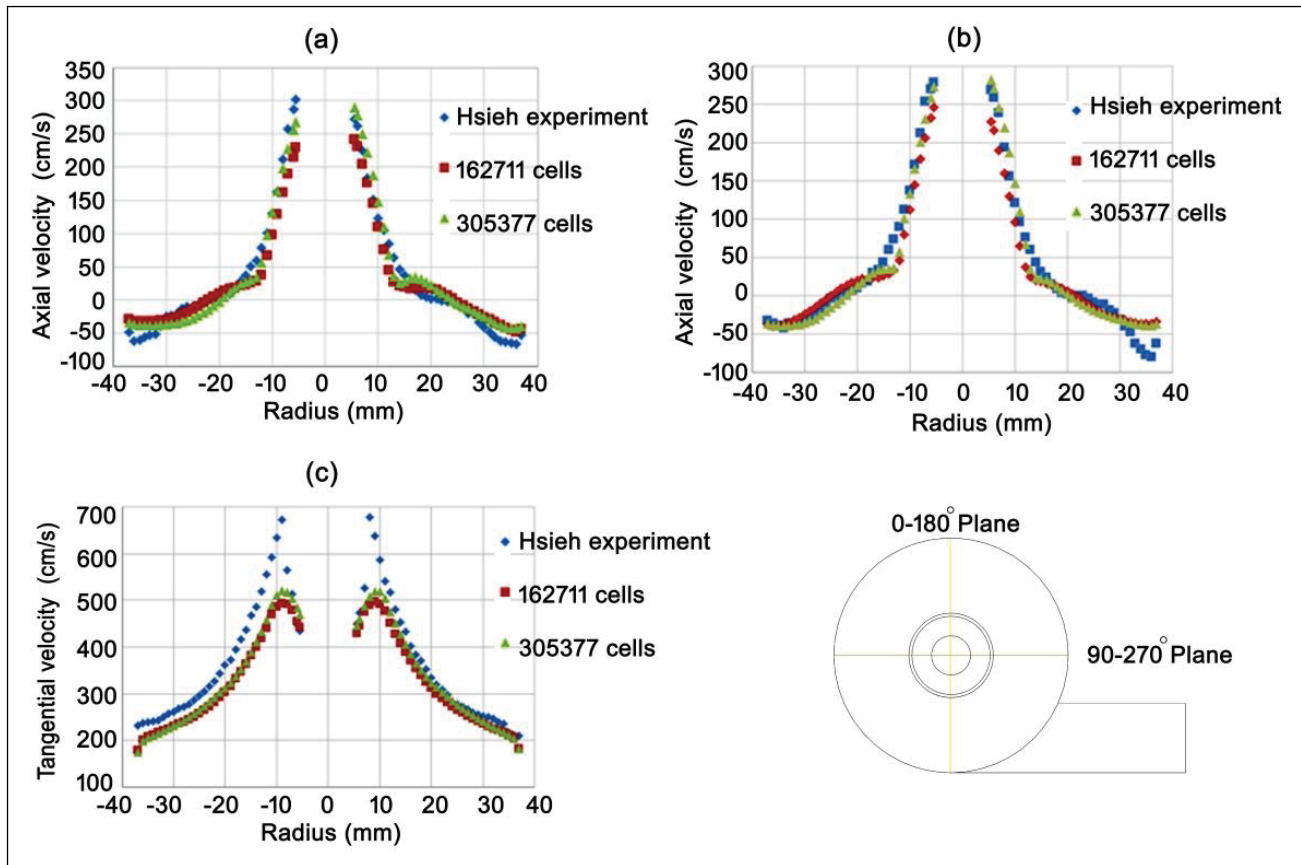 (a)
350
300
250
200
150
100
50
0
-50
-100
Axial velocity (cm/s)
-40 -30 -20 -10 0 10 20 30 40
Radius (mm)
Hsieh experiment
162711 cells
305377 cells
(b)
300
250
200
150
100
50
0
-50
-100
Axial velocity (cm/s)
-40 -30 -20 -10 0 10 20 30 40
Radius (mm)
Hsieh experiment
162711 cells
305377 cells
(c)
700
600
500
400
300
200
100
Tangential velocity (cm/s)
-40 -30 -20 -10 0 10 20 30 40
Radius (mm)
Hsieh experiment
162711 cells
305377 cells
0-180° Plane
90-270° Plane